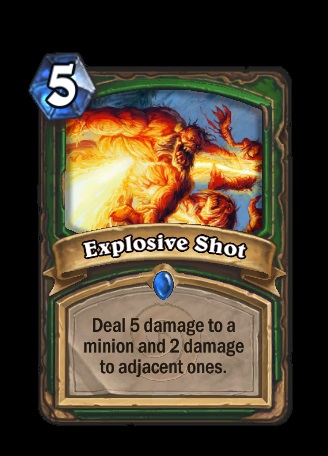 5
Explosive Shot
Deal 5 damage to a
minion and 2 damage
to adjacent ones.